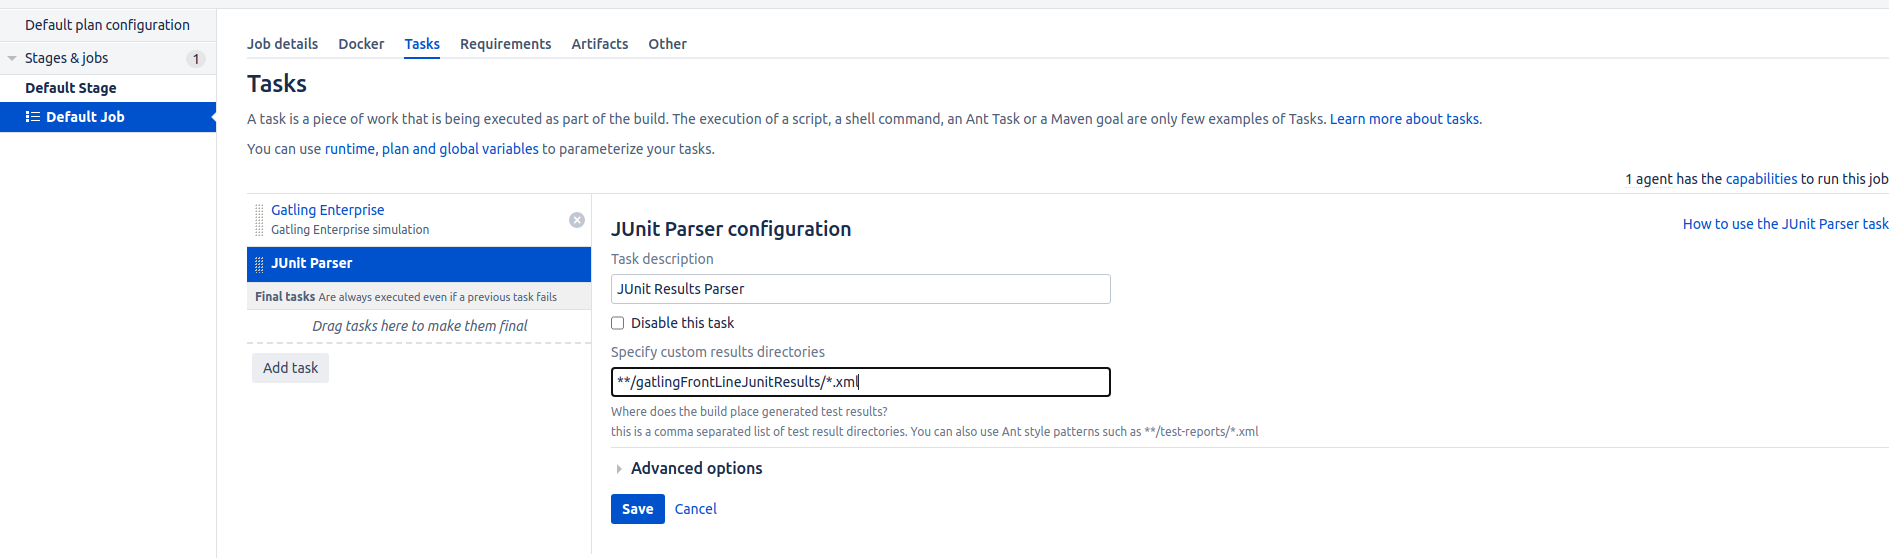 Default plan configuration
Stages & jobs 1
Default Stage
Default Job
Job details Docker Tasks Requirements Artifacts Other
Tasks
A task is a piece of work that is being executed as part of the build. The execution of a script, a shell command, an Ant Task or a Maven goal are only few examples of Tasks. Learn more about tasks.
You can use runtime, plan and global variables to parameterize your tasks.
1 agent has the capabilities to run this job
Gatling Enterprise
Gatling Enterprise simulation
JUnit Parser
Final tasks Are always executed even if a previous task fails
Drag tasks here to make them final
Add task
JUnit Parser configuration
How to use the JUnit Parser task
Task description
JUnit Results Parser
Disable this task
Specify custom results directories
**/gatlingFrontLineJunitResults/*.xml
Where does the build place generated test results?
this is a comma separated list of test result directories. You can also use Ant style patterns such as **/test-reports/*.xml
Advanced options
Save Cancel